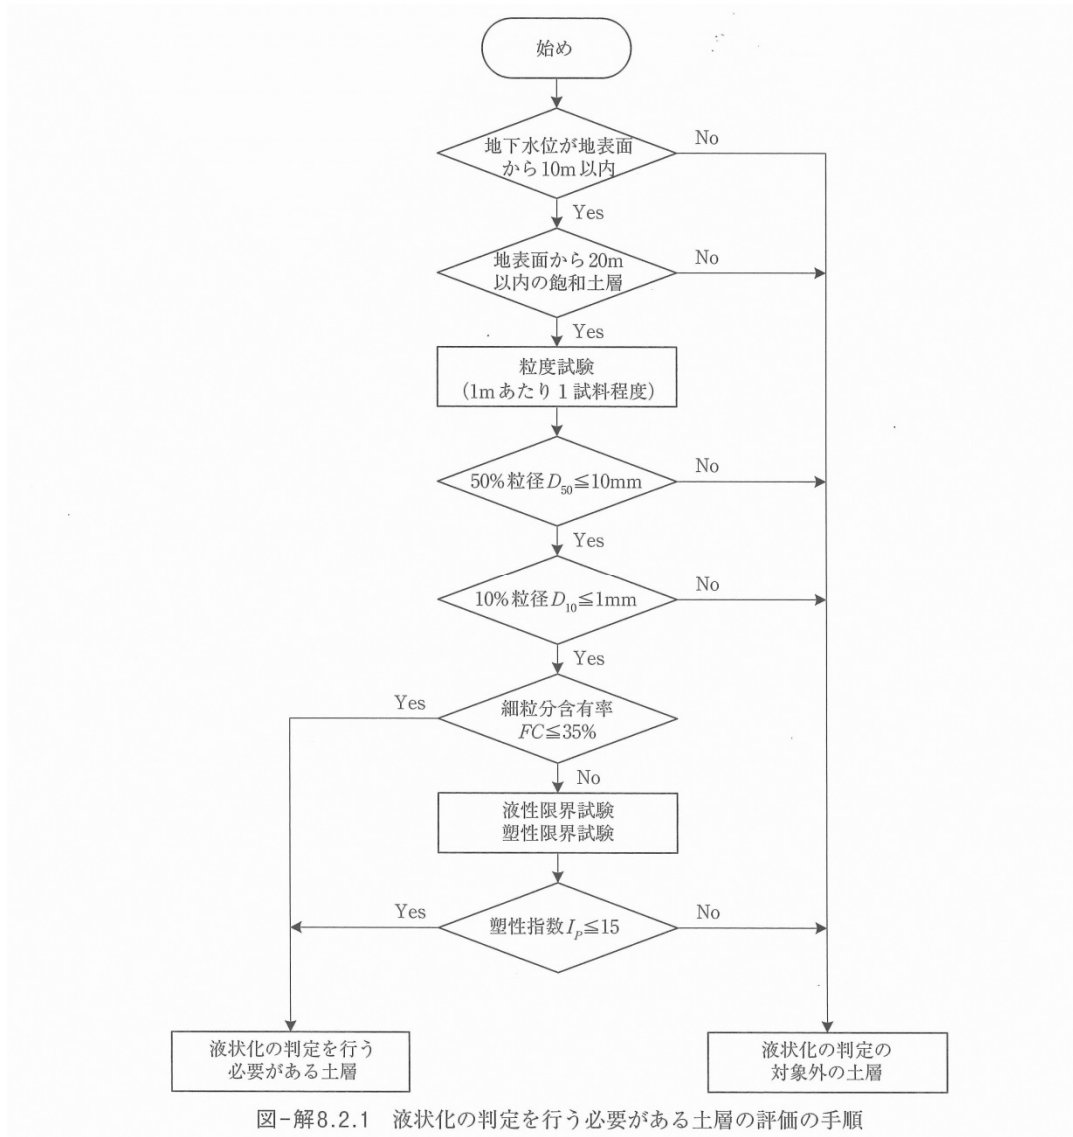 始め
地下水位が地表面
から10m以内
No
Yes
地表面から20m
以内の飽和土層
No
Yes
粒度試験
(1mあたり1試料程度)
50%粒径D50≦10mm
No
Yes
10%粒径D10≦1mm
No
Yes
細粒分含有率
FC≦35%
Yes
No
液性限界試験
塑性限界試験
塑性指数IP≦15
Yes
No
液状化の判定を行う
必要がある土層
液状化の判定の
対象外の土層
図-解8.2.1 液状化の判定を行う必要がある土層の評価の手順